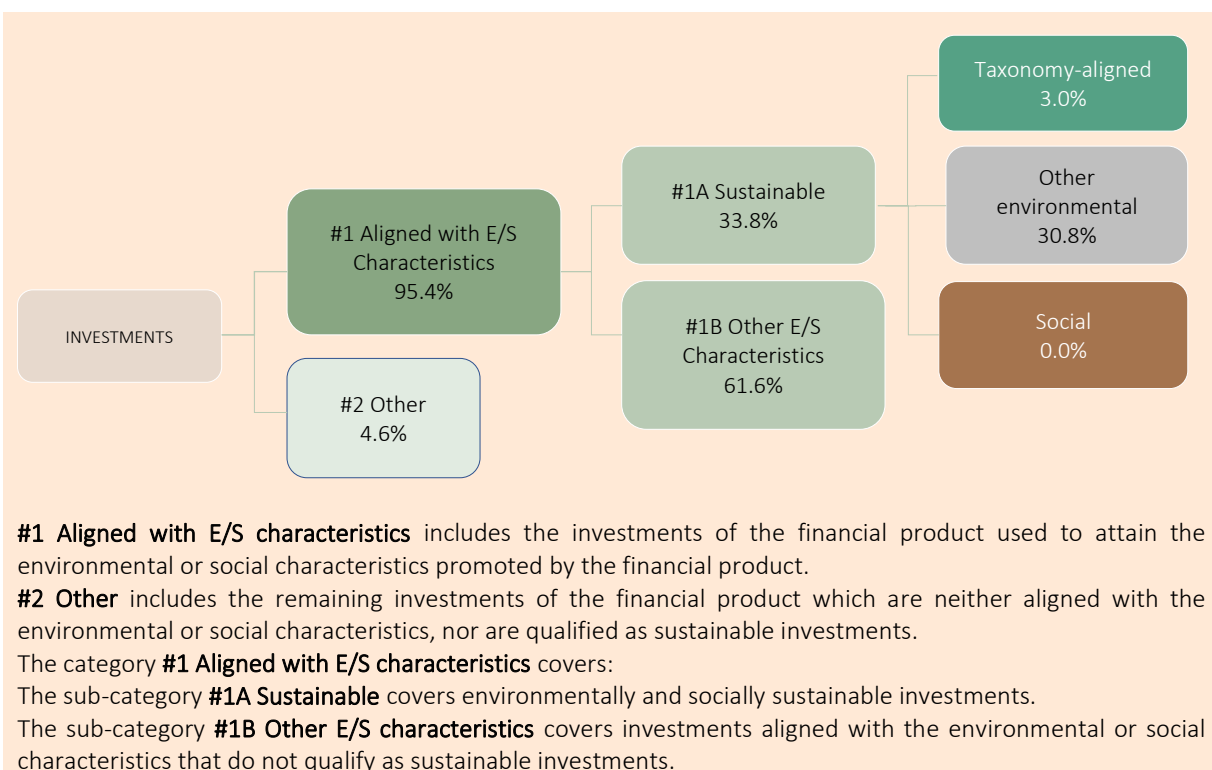 Taxonomy-aligned
3.0%
Other
environmental
30.8%
#1A Sustainable
33.8%
#1 Aligned with E/S
Characteristics
95.4%
Social
0.0%
#1B Other E/S
Characteristics
61.6%
INVESTMENTS
#2 Other
4.6%
#1 Aligned with E/S characteristics includes the investments of the financial product used to attain the
environmental or social characteristics promoted by the financial product.
#2 Other includes the remaining investments of the financial product which are neither aligned with the
environmental or social characteristics, nor are qualified as sustainable investments.
The category #1 Aligned with E/S characteristics covers:
The sub-category #1A Sustainable covers environmentally and socially sustainable investments.
The sub-category #1B Other E/S characteristics covers investments aligned with the environmental or social
characteristics that do not qualify as sustainable investments.